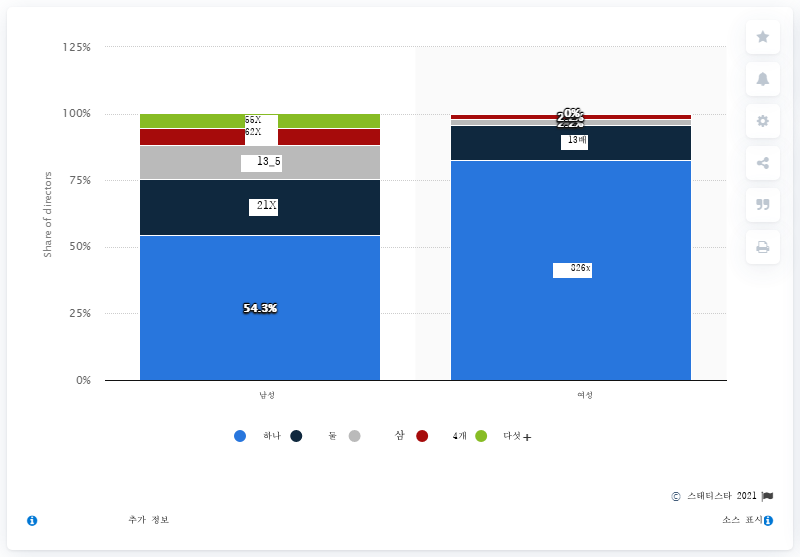 125%
100%
75%
50%
25%
0%
Share of directors
55X
62X
13_5
21X
54.3%
0%
2.2%
13께
826x
남성
여성
하나
둘
삼
4개
다섯+
© 스태티스타 2021
추가 정보
소스 표시